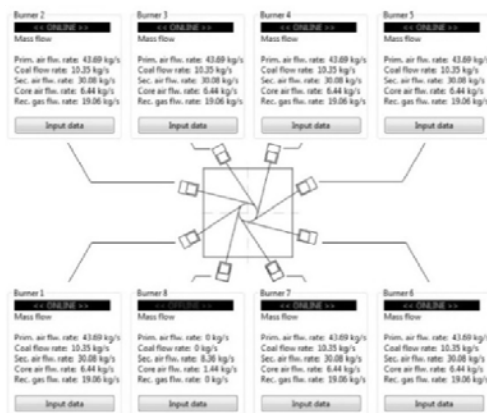 Burner 2
<< ONLINE >>
Mass flow
Prim. air flw. rate: 43.69 kg/s
Coal flow rate: 10.35 kg/s
Sec. air flw. rate: 30.08 kg/s
Core air flw. rate: 6.44 kg/s
Rec. gas flw. rate: 19.06 kg/s
Input data
Burner 3
<< ONLINE >>
Mass flow
Prim. air flw. rate: 43.69 kg/s
Coal flow rate: 10.35 kg/s
Sec. air flw. rate: 30.08 kg/s
Core air flw. rate: 6.44 kg/s
Rec. gas flw. rate: 19.06 kg/s
Input data
Burner 4
<< ONLINE >>
Mass flow
Prim. air flw. rate: 43.69 kg/s
Coal flow rate: 10.35 kg/s
Sec. air flw. rate: 30.08 kg/s
Core air flw. rate: 6.44 kg/s
Rec. gas flw. rate: 19.06 kg/s
Input data
Burner 5
<< ONLINE >>
Mass flow
Prim. air flw. rate: 43.69 kg/s
Coal flow rate: 10.35 kg/s
Sec. air flw. rate: 30.08 kg/s
Core air flw. rate: 6.44 kg/s
Rec. gas flw. rate: 19.06 kg/s
Input data
Burner 1
<< ONLINE >>
Mass flow
Prim. air flw. rate: 43.69 kg/s
Coal flow rate: 10.35 kg/s
Sec. air flw. rate: 30.08 kg/s
Core air flw. rate: 6.44 kg/s
Rec. gas flw. rate: 19.06 kg/s
Input data
Burner 8
<< OFFLINE >>
Mass flow
Prim. air flw. rate: 0 kg/s
Coal flow rate: 0 kg/s
Sec. air flw. rate: 8.36 kg/s
Core air flw. rate: 1.44 kg/s
Rec. gas flw. rate: 0 kg/s
Input data
Burner 7
<< ONLINE >>
Mass flow
Prim. air flw. rate: 43.69 kg/s
Coal flow rate: 10.35 kg/s
Sec. air flw. rate: 30.08 kg/s
Core air flw. rate: 6.44 kg/s
Rec. gas flw. rate: 19.06 kg/s
Input data
Burner 6
<< ONLINE >>
Mass flow
Prim. air flw. rate: 43.69 kg/s
Coal flow rate: 10.35 kg/s
Sec. air flw. rate: 30.08 kg/s
Core air flw. rate: 6.44 kg/s
Rec. gas flw. rate: 19.06 kg/s
Input data